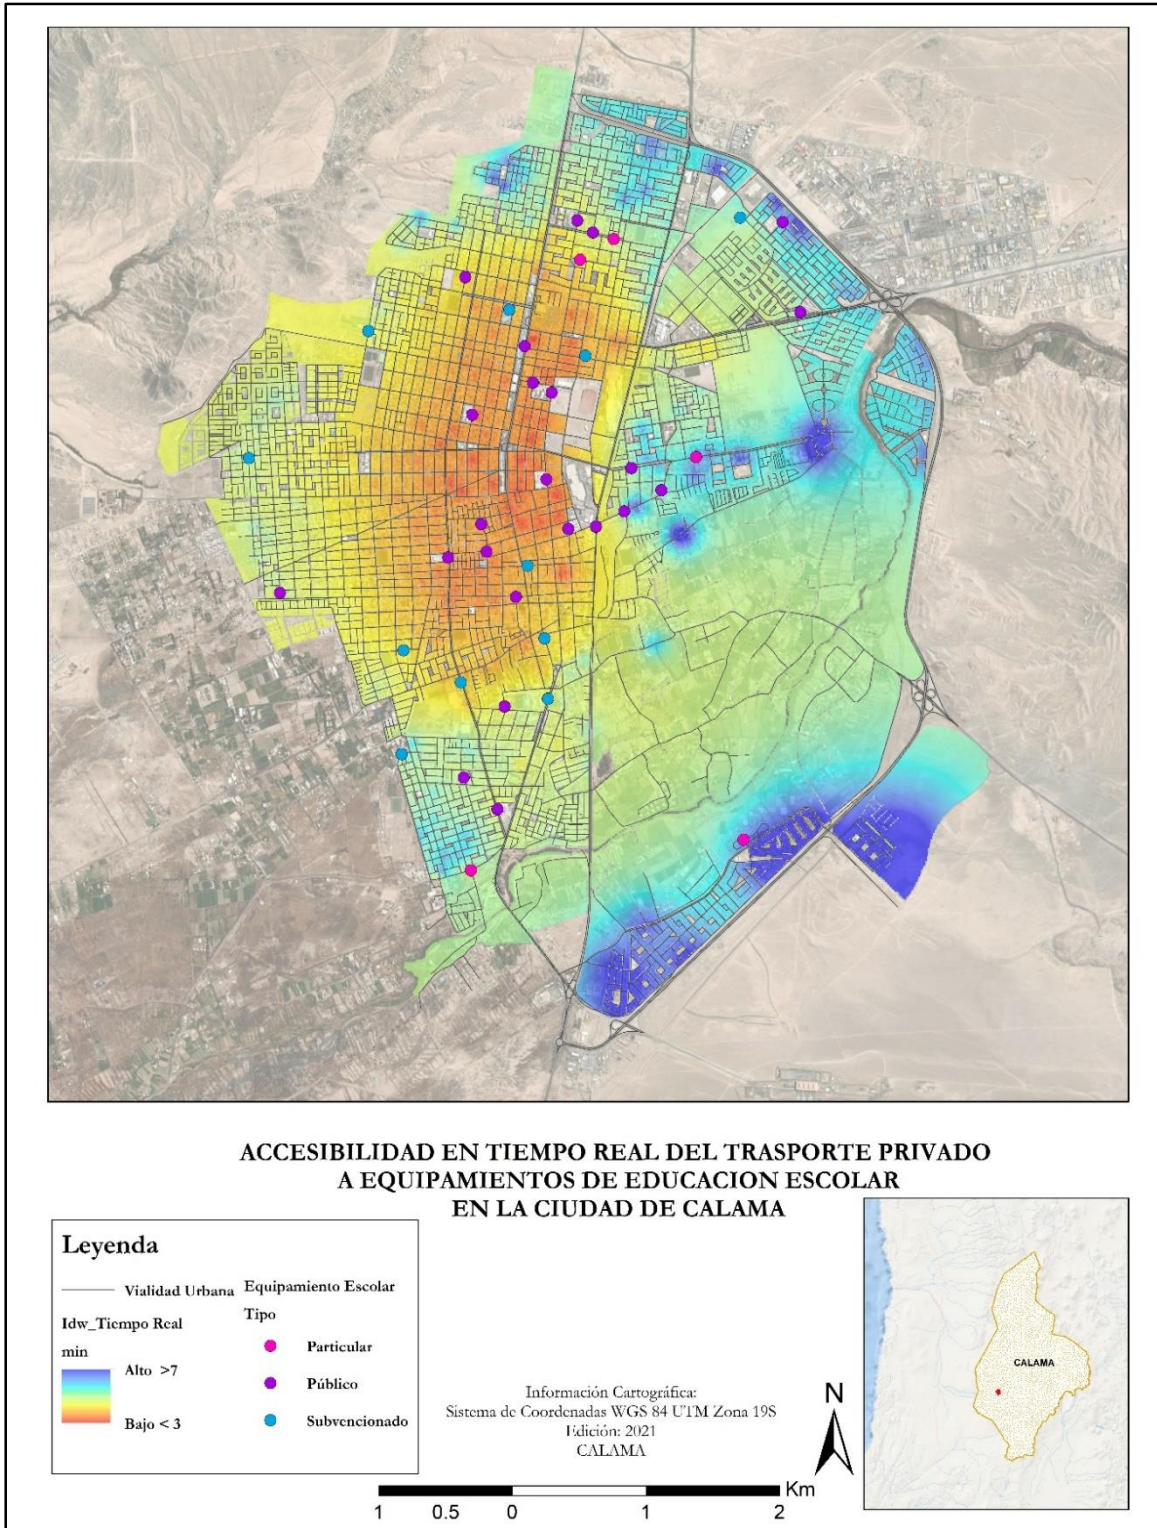 ACCESIBILIDAD EN TIEMPO REAL DEL TRASPORTE PRIVADO
A EQUIPAMIENTOS DE EDUCACION ESCOLAR
EN LA CIUDAD DE CALAMA
Leyenda
Vialidad Urbana
Idw_Tiempo Real
min
Alto >7
Bajo < 3
Equipamiento Escolar
Tipo
Particular
Público
Subvencionado
Información Cartográfica:
Sistema de Coordenadas WGS 84 UTM Zona 19S
Edición: 2021
CALAMA
N
CALAMA
Km
1 0.5 0 1 2